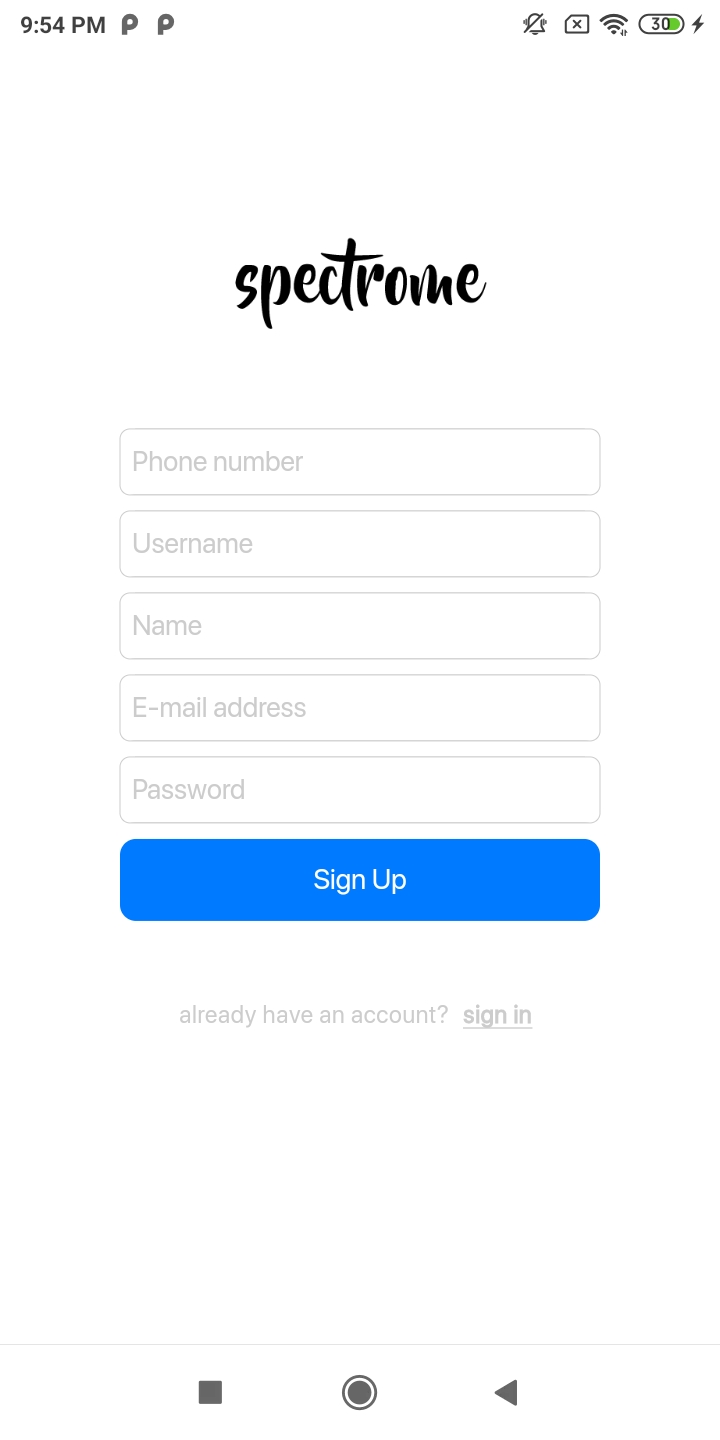 9:54 PM
30
spectrome
Phone number
Username
Name
E-mail address
Password
Sign Up
already have an account? sign in